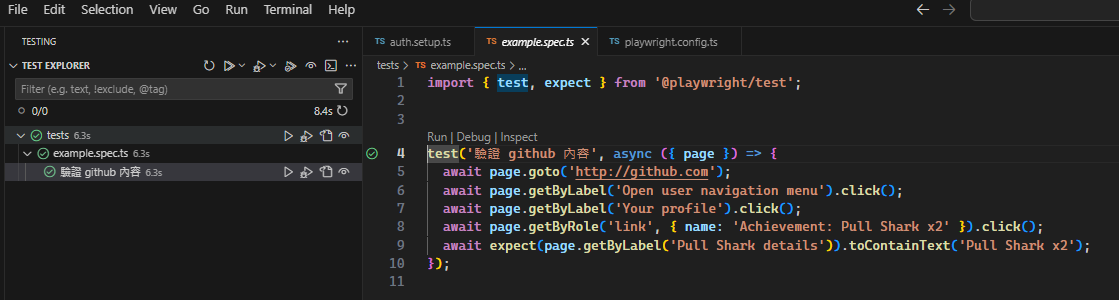 File Edit Selection View Go Run Terminal Help
TESTING
TEST EXPLORER
Filter (e.g. text, !exclude, @tag)
0/0 8.4s
tests 6.3s
example.spec.ts 6.3s
驗證 github 內容 6.3s
TS auth.setup.ts TS example.spec.ts TS playwright.config.ts
tests > TS example.spec.ts > ...
1 import { test, expect } from '@playwright/test';
2
3
Run | Debug | Inspect
4 test('驗證 github 內容', async ({ page }) => {
5 await page.goto('http://github.com');
6 await page.getByLabel('Open user navigation menu').click();
7 await page.getByLabel('Your profile').click();
8 await page.getByRole('link', { name: 'Achievement: Pull Shark x2' }).click();
9 await expect(page.getByLabel('Pull Shark details')).toContainText('Pull Shark x2');
10 });
11